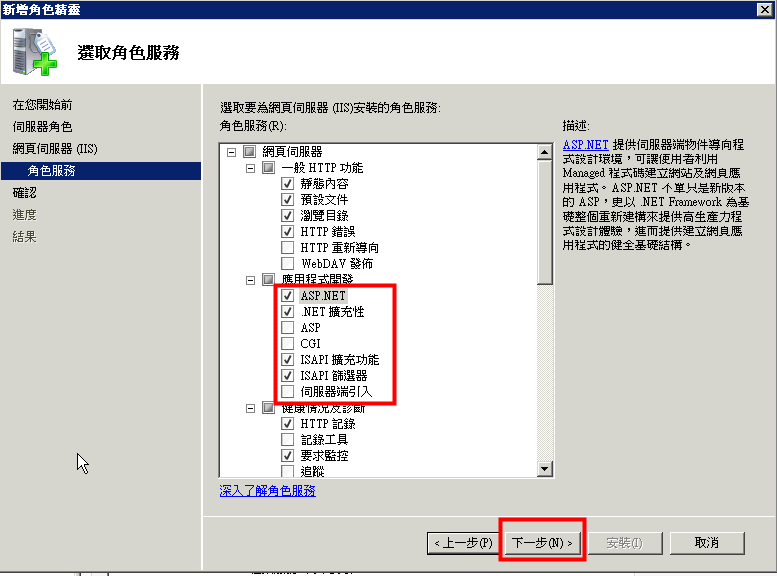 新增角色精靈
選取角色服務
在您開始前
伺服器角色
網頁伺服器 (IIS)
角色服務
確認
進度
結果
選取要為網頁伺服器 (IIS)安裝的角色服務:
角色服務(R):
網頁伺服器
一般 HTTP 功能
靜態內容
預設文件
瀏覽目錄
HTTP 錯誤
HTTP 重新導向
WebDAV 發佈
應用程式開發
ASP.NET
.NET 擴充性
ASP
CGI
ISAPI 擴充功能
ISAPI 篩選器
伺服器端引入
健康情況及診斷
HTTP 記錄
記錄工具
要求監控
追蹤
深入了解角色服務
描述:
ASP.NET 提供伺服器端物件導向程
式設計環境，可讓使用者利用
Managed 程式碼建立網站及網頁應
用程式。ASP.NET 不單只是新版本
的 ASP，更以 .NET Framework 為基
礎整個重新建構來提供高生產力程
式設計體驗，進而提供建立網頁應
用程式的健全基礎結構。
< 上一步(P)
下一步(N) >
安裝(I)
取消